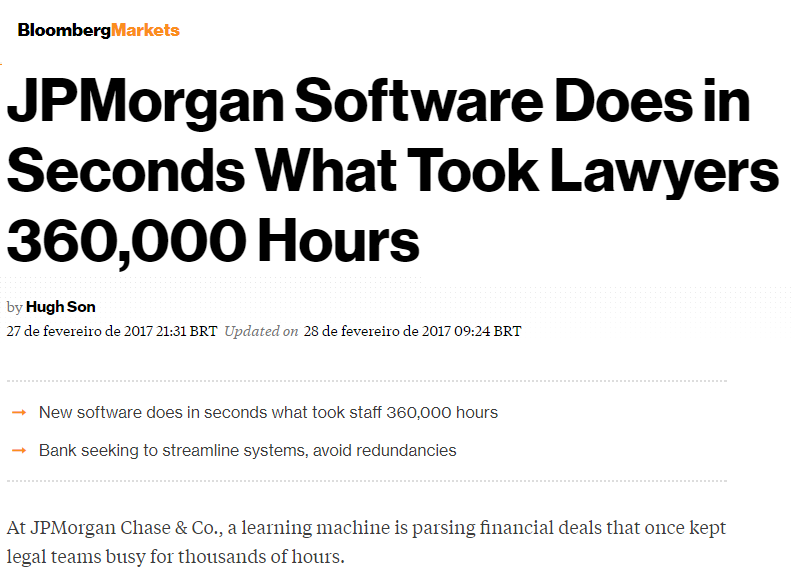 BloombergMarkets
JPMorgan Software Does in
Seconds What Took Lawyers
360,000 Hours
by Hugh Son
27 de fevereiro de 2017 21:31 BRT Updated on 28 de fevereiro de 2017 09:24 BRT
→ New software does in seconds what took staff 360,000 hours
→ Bank seeking to streamline systems, avoid redundancies
At JPMorgan Chase & Co., a learning machine is parsing financial deals that once kept
legal teams busy for thousands of hours.